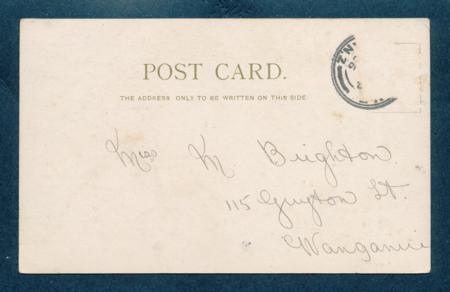 POST CARD.
THE ADDRESS ONLY TO BE WRITTEN ON THIS SIDE.
Miss M. Brighton.
115 Guyton St.
Wanganui